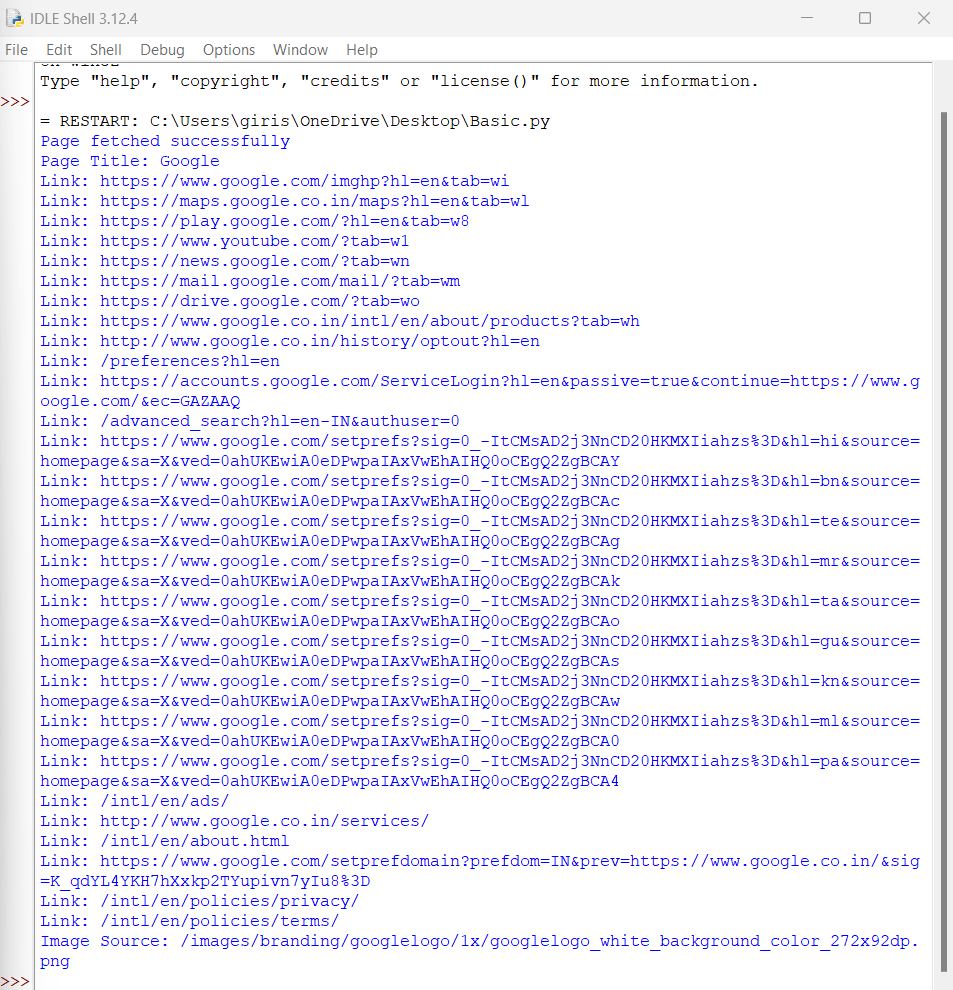 IDLE Shell 3.12.4
File Edit Shell Debug Options Window Help
Type "help", "copyright", "credits" or "license()" for more information.
>>>
= RESTART: C:\Users\giris\OneDrive\Desktop\Basic.py
Page fetched successfully
Page Title: Google
Link: https://www.google.com/imghp?hl=en&tab=wi
Link: https://maps.google.co.in/maps?hl=en&tab=wl
Link: https://play.google.com/?hl=en&tab=w8
Link: https://www.youtube.com/?tab=w1
Link: https://news.google.com/?tab=wn
Link: https://mail.google.com/mail/?tab=wm
Link: https://drive.google.com/?tab=wo
Link: https://www.google.co.in/intl/en/about/products?tab=wh
Link: http://www.google.co.in/history/optout?hl=en
Link: /preferences?hl=en
Link: https://accounts.google.com/ServiceLogin?hl=en&passive=true&continue=https://www.g
oogle.com/&ec=GAZAAQ
Link: /advanced_search?hl=en-IN&authuser=0
Link: https://www.google.com/setprefs?sig=0_-ItCMsAD2j3NnCD20HKMXIiahzs%3D&hl=hi&source=
homepage&sa=X&ved=0ahUKEwiA0eDPwpaIAxVwEhAIHQ0oCEgQ2ZgBCAY
Link: https://www.google.com/setprefs?sig=0_-ItCMsAD2j3NnCD20HKMXIiahzs%3D&hl=bn&source=
homepage&sa=X&ved=0ahUKEwiA0eDPwpaIAxVwEhAIHQ0oCEgQ2ZgBCAc
Link: https://www.google.com/setprefs?sig=0_-ItCMsAD2j3NnCD20HKMXIiahzs%3D&hl=te&source=
homepage&sa=X&ved=0ahUKEwiA0eDPwpaIAxVwEhAIHQ0oCEgQ2ZgBCAg
Link: https://www.google.com/setprefs?sig=0_-ItCMsAD2j3NnCD20HKMXIiahzs%3D&hl=mr&source=
homepage&sa=X&ved=0ahUKEwiA0eDPwpaIAxVwEhAIHQ0oCEgQ2ZgBCAk
Link: https://www.google.com/setprefs?sig=0_-ItCMsAD2j3NnCD20HKMXIiahzs%3D&hl=ta&source=
homepage&sa=X&ved=0ahUKEwiA0eDPwpaIAxVwEhAIHQ0oCEgQ2ZgBCAo
Link: https://www.google.com/setprefs?sig=0_-ItCMsAD2j3NnCD20HKMXIiahzs%3D&hl=gu&source=
homepage&sa=X&ved=0ahUKEwiA0eDPwpaIAxVwEhAIHQ0oCEgQ2ZgBCAs
Link: https://www.google.com/setprefs?sig=0_-ItCMsAD2j3NnCD20HKMXIiahzs%3D&hl=kn&source=
homepage&sa=X&ved=0ahUKEwiA0eDPwpaIAxVwEhAIHQ0oCEgQ2ZgBCAw
Link: https://www.google.com/setprefs?sig=0_-ItCMsAD2j3NnCD20HKMXIiahzs%3D&hl=ml&source=
homepage&sa=X&ved=0ahUKEwiA0eDPwpaIAxVwEhAIHQ0oCEgQ2ZgBCA0
Link: https://www.google.com/setprefs?sig=0_-ItCMsAD2j3NnCD20HKMXIiahzs%3D&hl=pa&source=
homepage&sa=X&ved=0ahUKEwiA0eDPwpaIAxVwEhAIHQ0oCEgQ2ZgBCA4
Link: /intl/en/ads/
Link: http://www.google.co.in/services/
Link: /intl/en/about.html
Link: https://www.google.com/setprefdomain?prefdom=IN&prev=https://www.google.co.in/&sig
=K_qdYL4YKH7hXxkp2TYupivn7yIu8%3D
Link: /intl/en/policies/privacy/
Link: /intl/en/policies/terms/
Image Source: /images/branding/googlelogo/1x/googlelogo_white_background_color_272x92dp.
png
>>>